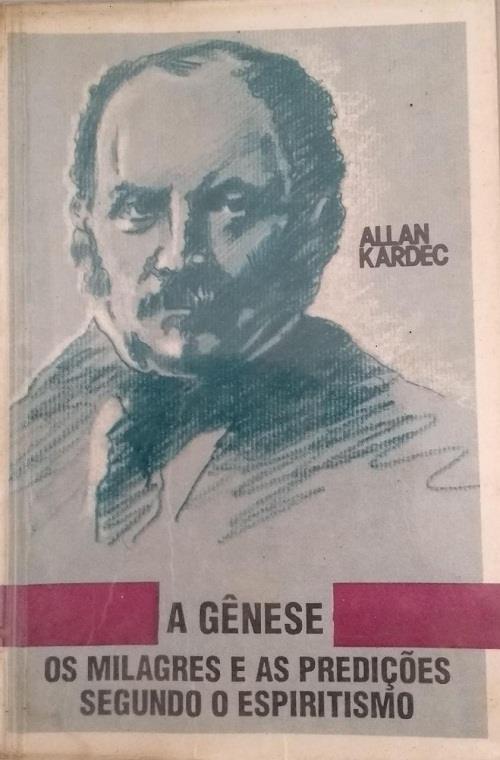 ALLAN
KARDEC
A GÊNESE
OS MILAGRES E AS PREDIÇÕES
SEGUNDO O ESPIRITISMO